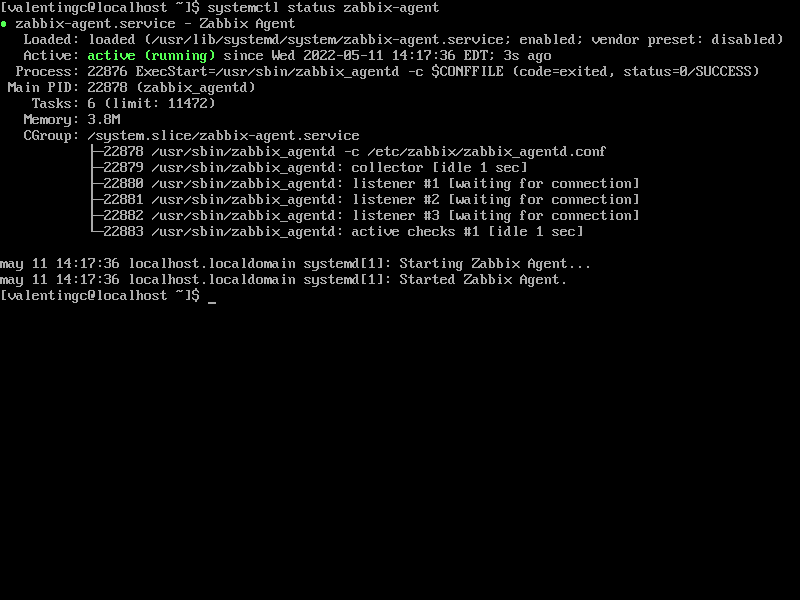 [valentingc@localhost ~]$ systemctl status zabbix-agent
● zabbix-agent.service - Zabbix Agent
   Loaded: loaded (/usr/lib/systemd/system/zabbix-agent.service; enabled; vendor preset: disabled)
   Active: active (running) since Wed 2022-05-11 14:17:36 EDT; 3s ago
  Process: 22876 ExecStart=/usr/sbin/zabbix_agentd -c $CONFFILE (code=exited, status=0/SUCCESS)
 Main PID: 22878 (zabbix_agentd)
    Tasks: 6 (limit: 11472)
   Memory: 3.8M
   CGroup: /system.slice/zabbix-agent.service
           ├─22878 /usr/sbin/zabbix_agentd -c /etc/zabbix/zabbix_agentd.conf
           ├─22879 /usr/sbin/zabbix_agentd: collector [idle 1 sec]
           ├─22880 /usr/sbin/zabbix_agentd: listener #1 [waiting for connection]
           ├─22881 /usr/sbin/zabbix_agentd: listener #2 [waiting for connection]
           ├─22882 /usr/sbin/zabbix_agentd: listener #3 [waiting for connection]
           └─22883 /usr/sbin/zabbix_agentd: active checks #1 [idle 1 sec]

may 11 14:17:36 localhost.localdomain systemd[1]: Starting Zabbix Agent...
may 11 14:17:36 localhost.localdomain systemd[1]: Started Zabbix Agent.
[valentingc@localhost ~]$ _